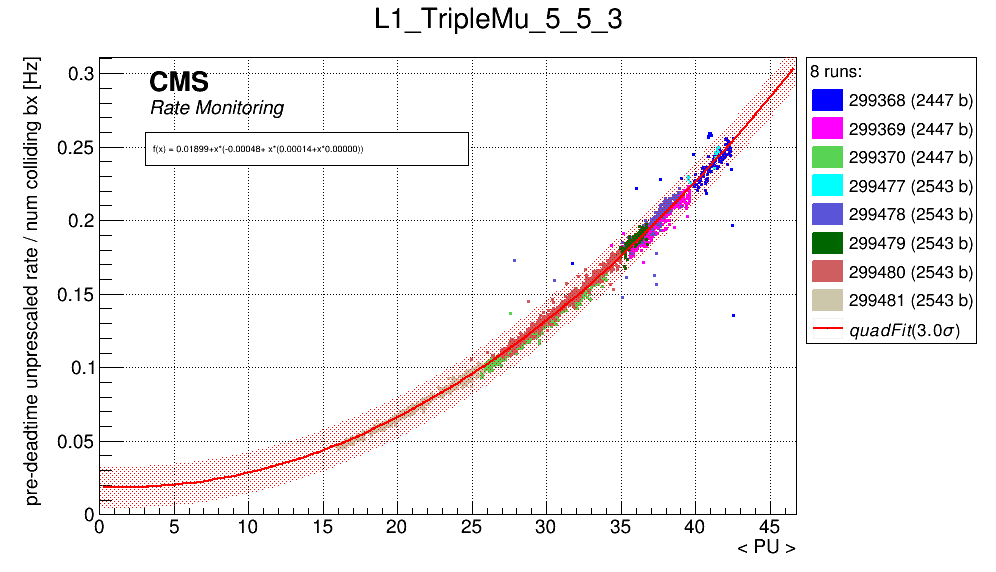 L1_TripleMu_5_5_3
pre-deadtime unprescaled rate / num colliding bx [Hz]
0.3
0.25
0.2
0.15
0.1
0.05
0
CMS
Rate Monitoring
f(x) = 0.01899+x*(-0.00048+ x*(0.00014+x*0.00000))
0 5 10 15 20 25 30 35 40 45
< PU >
8 runs:
299368 (2447 b)
299369 (2447 b)
299370 (2447 b)
299477 (2543 b)
299478 (2543 b)
299479 (2543 b)
299480 (2543 b)
299481 (2543 b)
quadFit(3.0σ)